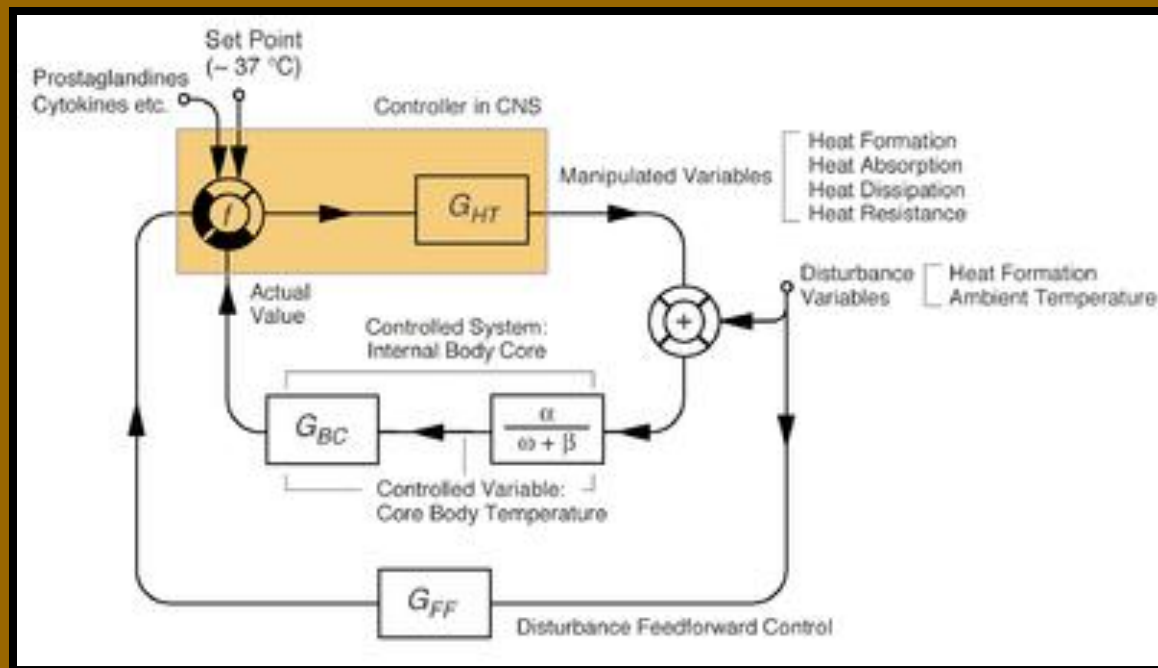 Set Point
(~ 37 °C)
Prostaglandines
Cytokines etc.
Controller in CNS
Heat Formation
Heat Absorption
Heat Dissipation
Heat Resistance
Manipulated Variables
f
G_HT
Disturbance
Variables
Heat Formation
Ambient Temperature
+
Actual
Value
Controlled System:
Internal Body Core
G_BC
α
ω + β
Controlled Variable:
Core Body Temperature
G_FF
Disturbance Feedforward Control